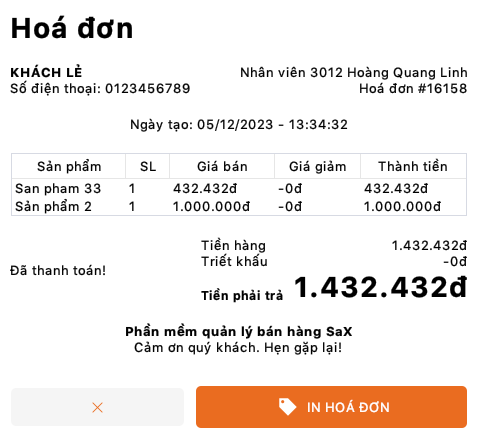 Hoá đơn
KHÁCH LẺ
Nhân viên 3012 Hoàng Quang Linh
Số điện thoại: 0123456789
Hoá đơn #16158
Ngày tạo: 05/12/2023 - 13:34:32
Sản phẩm SL Giá bán Giá giảm Thành tiền
San pham 33 1 432.432đ -0đ 432.432đ
Sản phẩm 2 1 1.000.000đ -0đ 1.000.000đ
Tiền hàng 1.432.432đ
Triết khấu -0đ
Đã thanh toán!
Tiền phải trả 1.432.432đ
Phần mềm quản lý bán hàng SaX
Cảm ơn quý khách. Hẹn gặp lại!
IN HOÁ ĐƠN